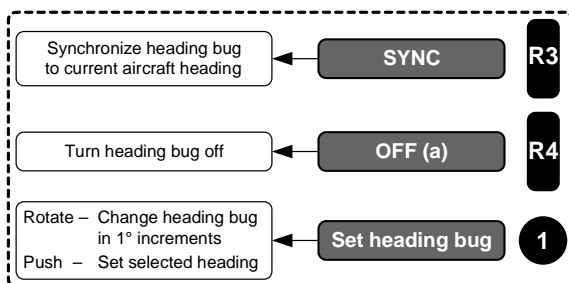 Synchronize heading bug
to current aircraft heading
SYNC
R3
Turn heading bug off
OFF (a)
R4
Rotate – Change heading bug
in 1° increments
Push – Set selected heading
Set heading bug
1